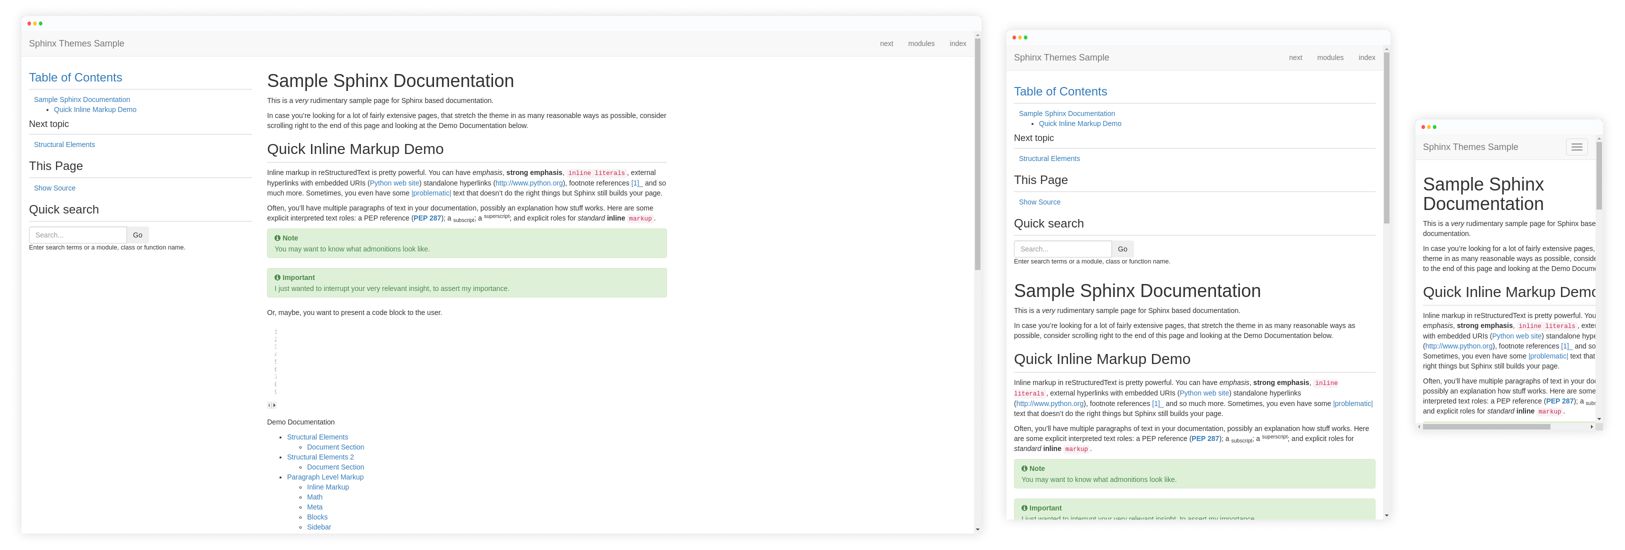 Sphinx Themes Sample
next modules index
Table of Contents
Sample Sphinx Documentation
Quick Inline Markup Demo
Next topic
Structural Elements
This Page
Show Source
Quick search
Search... Go
Enter search terms or a module, class or function name.
Sample Sphinx Documentation
This is a very rudimentary sample page for Sphinx based documentation.
In case you're looking for a lot of fairly extensive pages, that stretch the theme in as many reasonable ways as possible, consider
scrolling right to the end of this page and looking at the Demo Documentation below.
Quick Inline Markup Demo
Inline markup in reStructuredText is pretty powerful. You can have emphasis, strong emphasis, inline literals, external
hyperlinks with embedded URIs (Python web site) standalone hyperlinks (http://www.python.org), footnote references [1]_ and so
much more. Sometimes, you even have some |problematic| text that doesn't do the right things but Sphinx still builds your page.
Often, you'll have multiple paragraphs of text in your documentation, possibly an explanation how stuff works. Here are some
explicit interpreted text roles: a PEP reference (PEP 287); a subscript; a superscript; and explicit roles for standard inline markup.
Note
You may want to know what admonitions look like.
Important
I just wanted to interrupt your very relevant insight, to assert my importance.
Or, maybe, you want to present a code block to the user.
Demo Documentation
Structural Elements
Document Section
Structural Elements 2
Document Section
Paragraph Level Markup
Inline Markup
Math
Meta
Blocks
Sidebar
Sphinx Themes Sample
next modules index
Table of Contents
Sample Sphinx Documentation
Quick Inline Markup Demo
Next topic
Structural Elements
This Page
Show Source
Quick search
Search... Go
Enter search terms or a module, class or function name.
Sample Sphinx Documentation
This is a very rudimentary sample page for Sphinx based documentation.
In case you're looking for a lot of fairly extensive pages, that stretch the theme in as many reasonable ways as
possible, consider scrolling right to the end of this page and looking at the Demo Documentation below.
Quick Inline Markup Demo
Inline markup in reStructuredText is pretty powerful. You can have emphasis, strong emphasis, inline
literals, external hyperlinks with embedded URIs (Python web site) standalone hyperlinks
(http://www.python.org), footnote references [1]_ and so much more. Sometimes, you even have some |problematic|
text that doesn't do the right things but Sphinx still builds your page.
Often, you'll have multiple paragraphs of text in your documentation, possibly an explanation how stuff works. Here
are some explicit interpreted text roles: a PEP reference (PEP 287); a subscript; a superscript; and explicit roles for
standard inline markup.
Note
You may want to know what admonitions look like.
Important
I just wanted to interrupt your very relevant insight, to assert my importance.
Sphinx Themes Sample
Sample Sphinx
Documentation
This is a very rudimentary sample page for Sphinx base
documentation.
In case you're looking for a lot of fairly extensive pages,
theme in as many reasonable ways as possible, conside
to the end of this page and looking at the Demo Docume
Quick Inline Markup Demo
Inline markup in reStructuredText is pretty powerful. You
emphasis, strong emphasis, inline literals, exter
with embedded URIs (Python web site) standalone hype
(http://www.python.org), footnote references [1]_ and so
Sometimes, you even have some |problematic| text that
right things but Sphinx still builds your page.
Often, you'll have multiple paragraphs of text in your doc
possibly an explanation how stuff works. Here are some
interpreted text roles: a PEP reference (PEP 287); a subs
and explicit roles for standard inline markup.